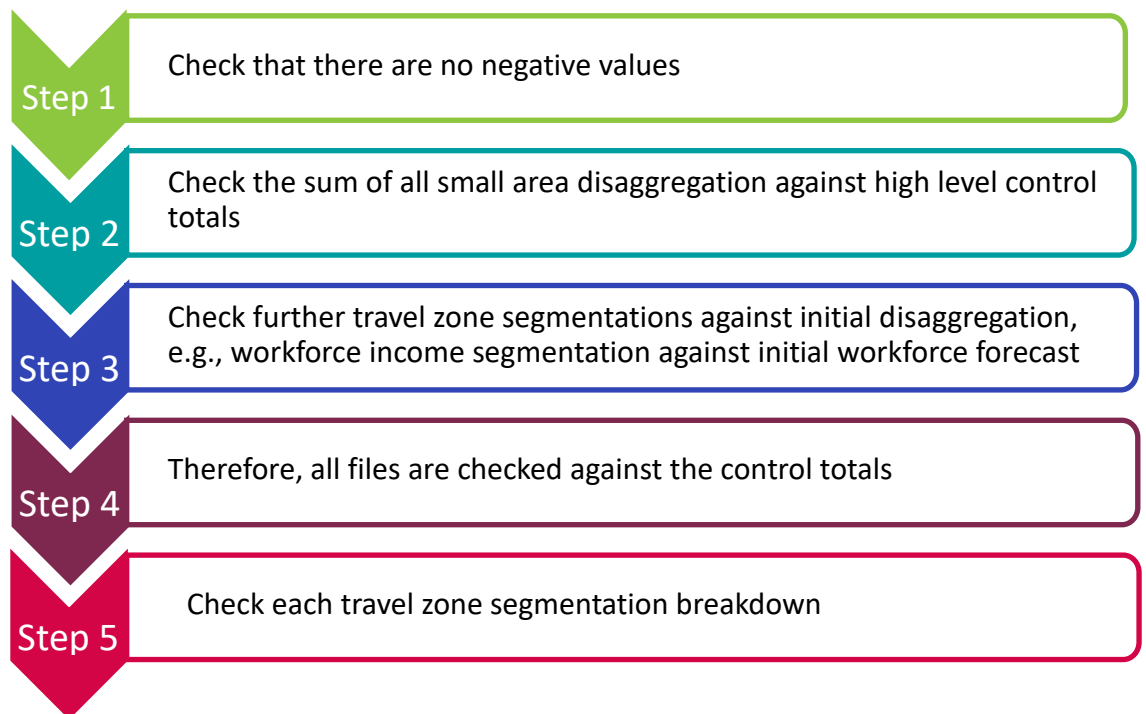 Step 1
Check that there are no negative values
Step 2
Check the sum of all small area disaggregation against high level control
totals
Step 3
Check further travel zone segmentations against initial disaggregation,
e.g., workforce income segmentation against initial workforce forecast
Step 4
Therefore, all files are checked against the control totals
Step 5
Check each travel zone segmentation breakdown